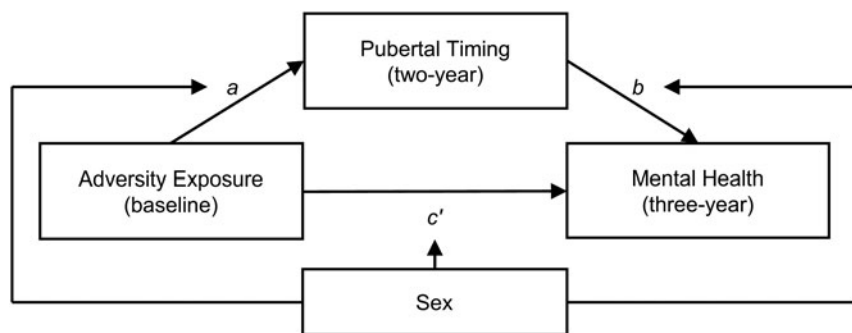 Pubertal Timing
(two-year)
a
b
Adversity Exposure
(baseline)
Mental Health
(three-year)
c'
Sex